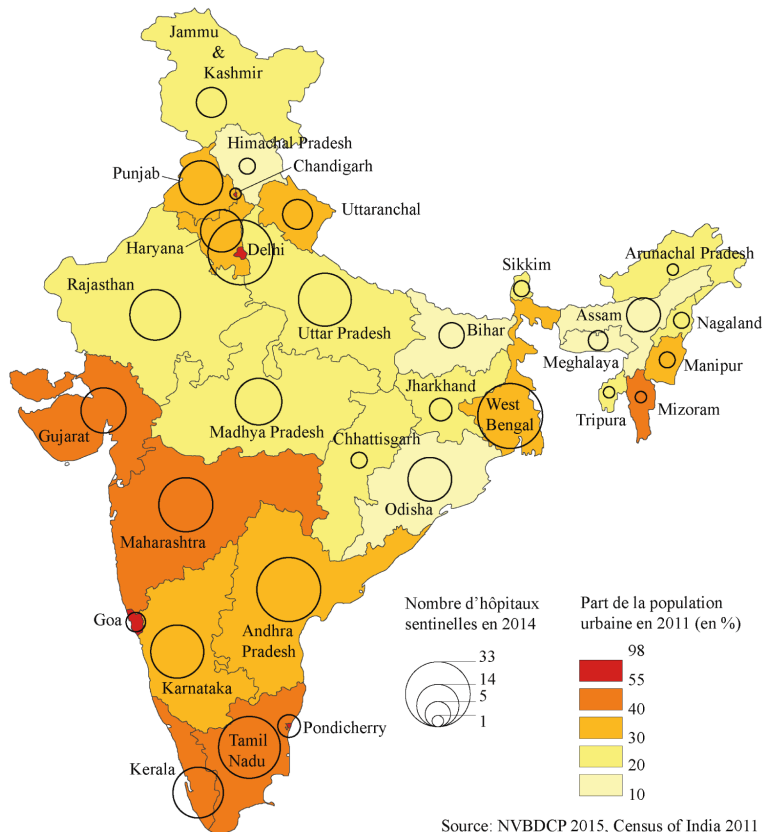 Jammu
&
Kashmir
Himachal Pradesh
Chandigarh
Punjab
Uttaranchal
Haryana
Delhi
Rajasthan
Uttar Pradesh
Sikkim
Arunachal Pradesh
Assam
Nagaland
Bihar
Meghalaya
Manipur
Jharkhand
West
Bengal
Tripura
Mizoram
Gujarat
Madhya Pradesh
Chhattisgarh
Odisha
Maharashtra
Goa
Andhra
Pradesh
Karnataka
Pondicherry
Tamil
Nadu
Kerala
Nombre d’hôpitaux
sentinelles en 2014
33
14
5
1
Part de la population
urbaine en 2011 (en %)
98
55
40
30
20
10
Source: NVBDCP 2015, Census of India 2011